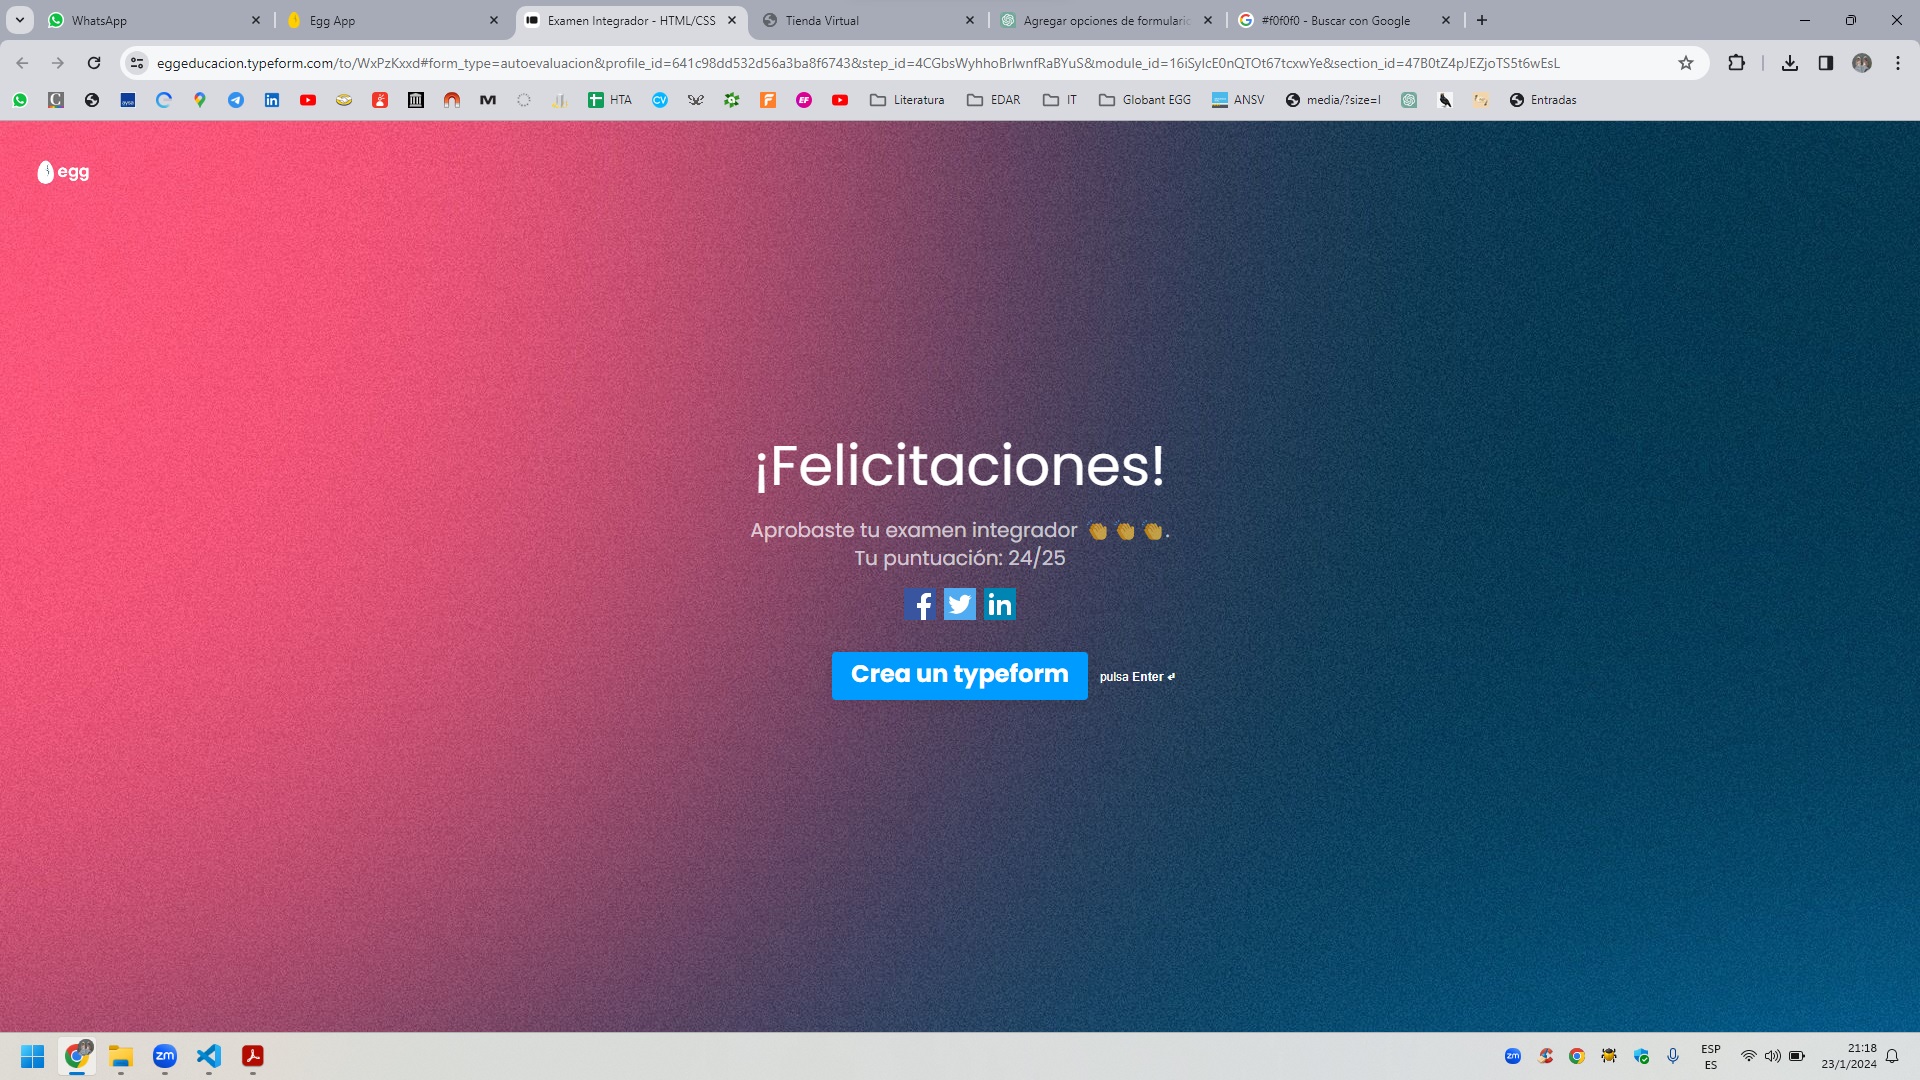 WhatsApp
Egg App
Examen Integrador - HTML/CSS
Tienda Virtual
Agregar opciones de formulario
#f0f0f0 - Buscar con Google
eggeducacion.typeform.com/to/WxPzKxxd#form_type=autoevaluacion&profile_id=641c98dd532d56a3ba8f6743&step_id=4CGbsWyhhoBrlwnfRaBYuS&module_id=16iSylcE0nQTOt67tcxwYe&section_id=47B0tZ4pJEZjoTS5t6wEsL
HTA
Literatura
EDAR
IT
Globant EGG
ANSV
media/?size=l
Entradas
egg
¡Felicitaciones!
Aprobaste tu examen integrador 👏 👏 👏.
Tu puntuación: 24/25
Crea un typeform
pulsa Enter ↵
ESP
ES
21:18
23/1/2024